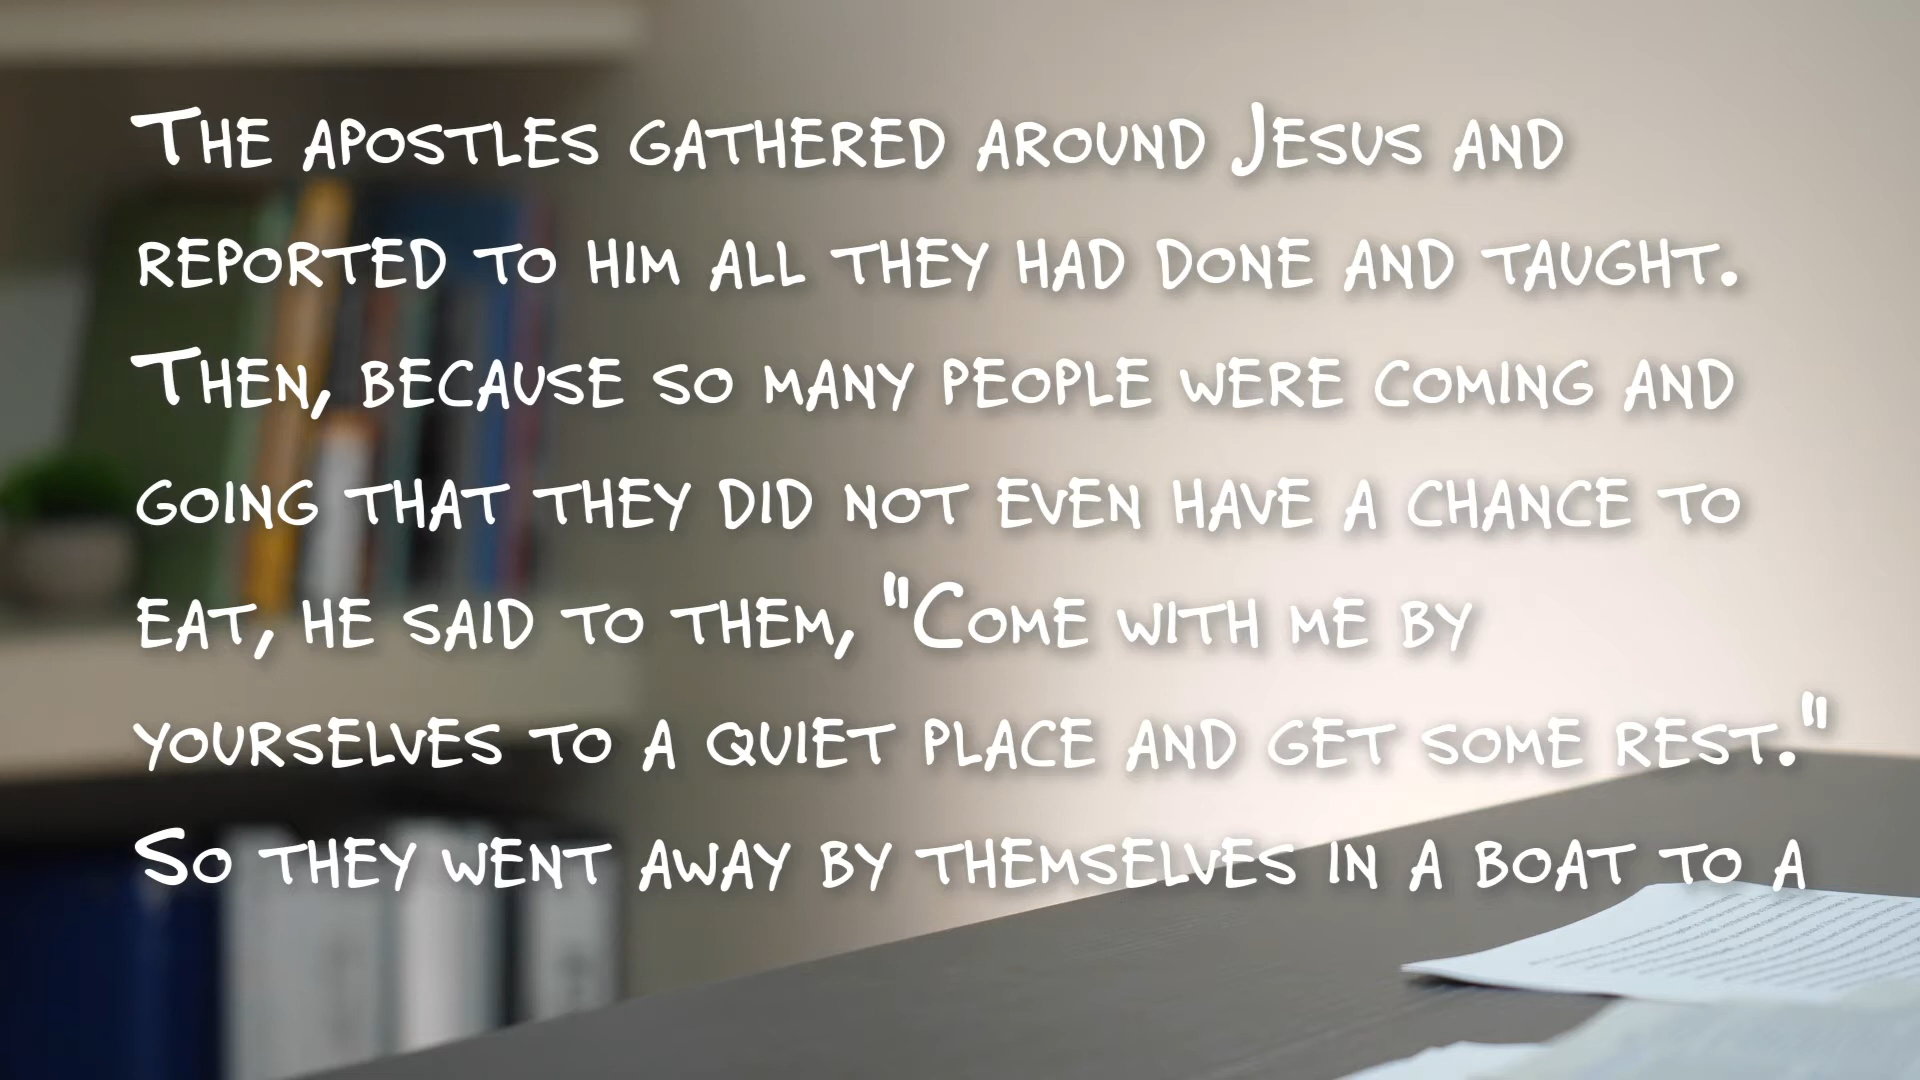 The apostles gathered around Jesus and
reported to him all they had done and taught.
Then, because so many people were coming and
going that they did not even have a chance to
eat, he said to them, "Come with me by
yourselves to a quiet place and get some rest."
So they went away by themselves in a boat to a